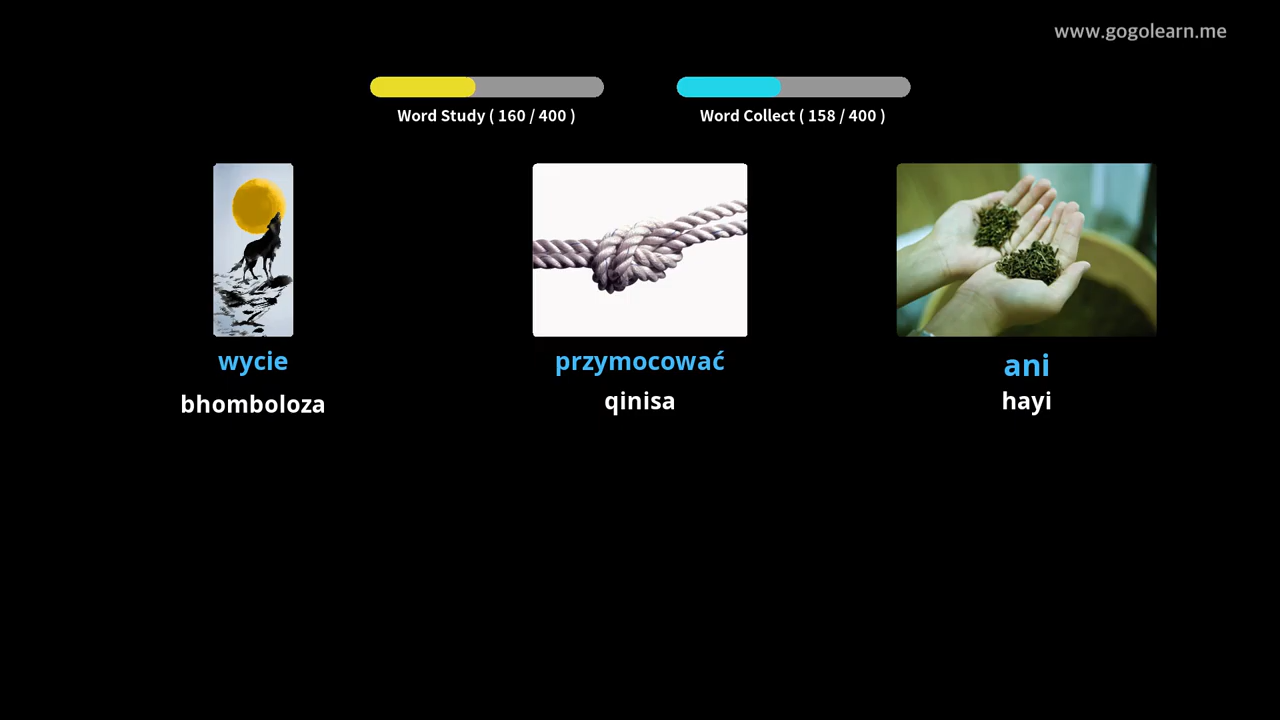 www.gogolearn.me
Word Study ( 160 / 400 )
Word Collect ( 158 / 400 )
wycie
bhomboloza
przymocować
qinisa
ani
hayi